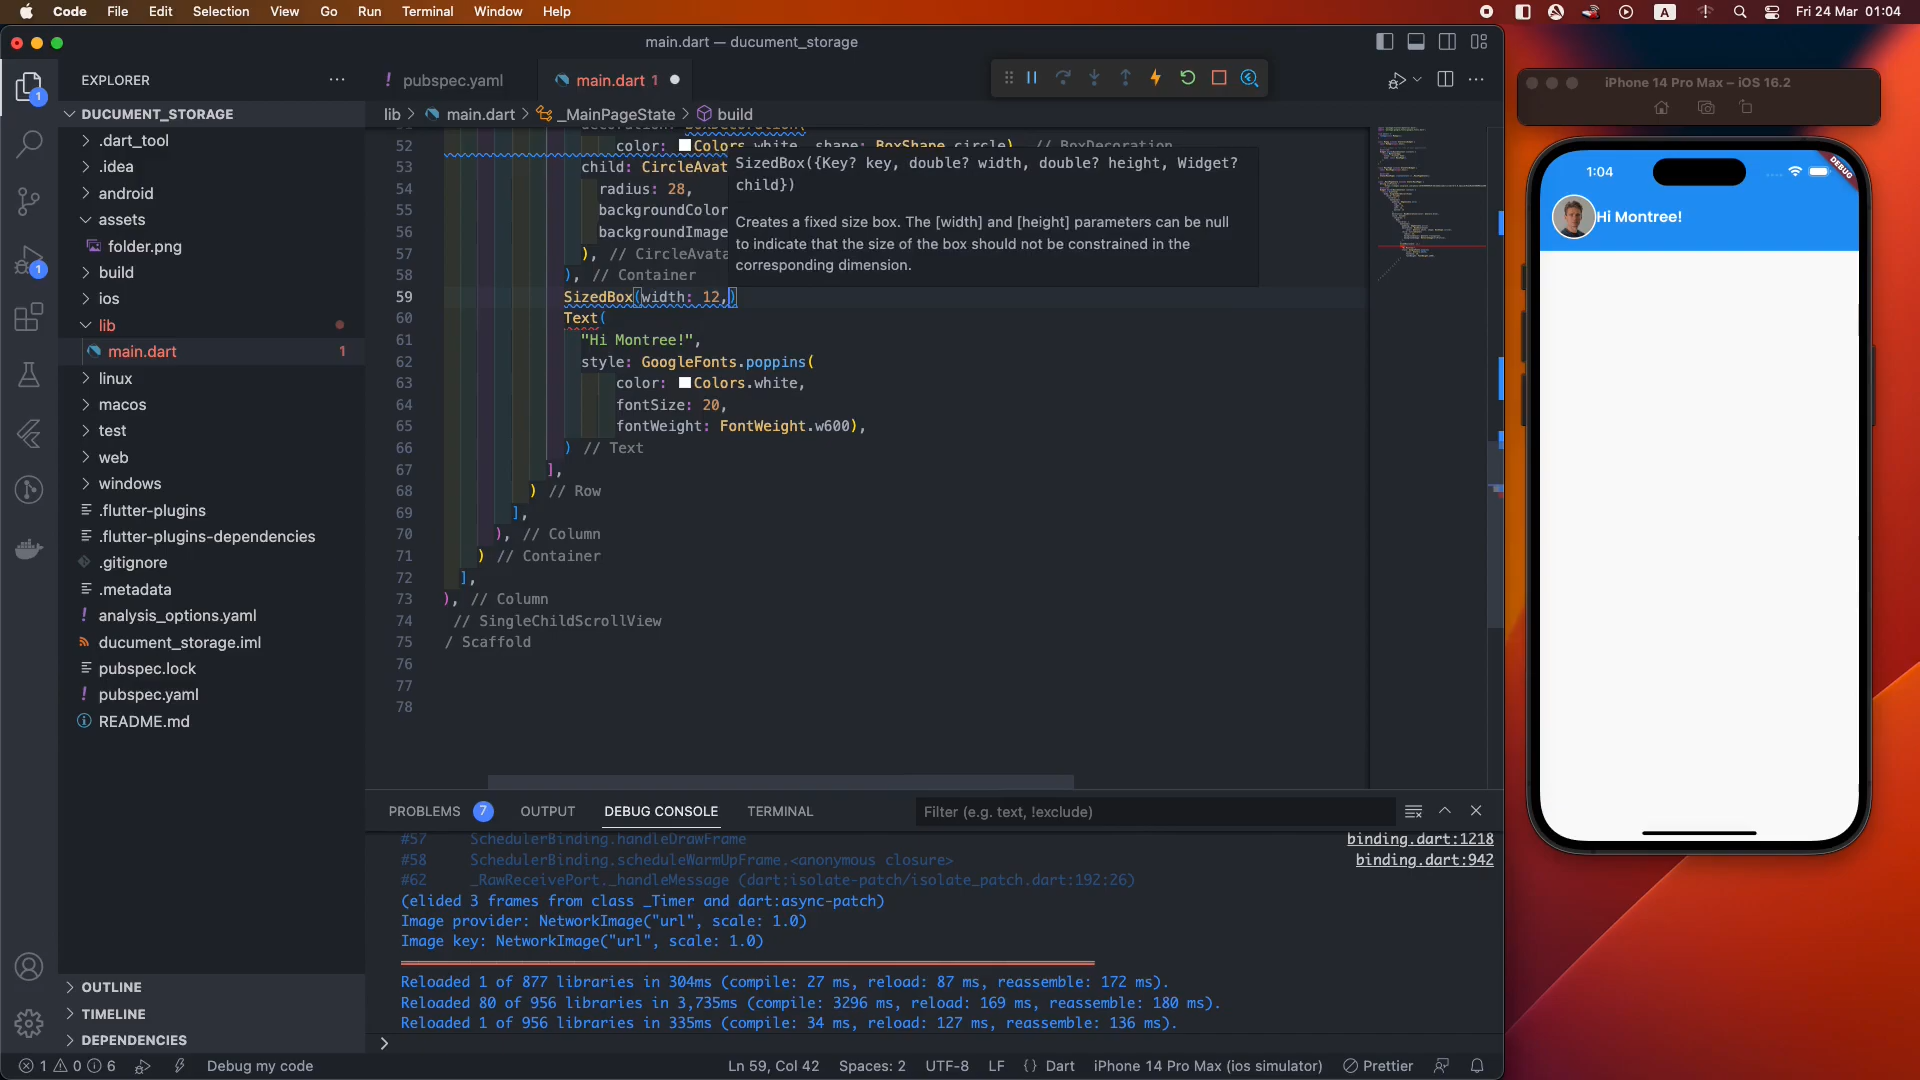 Code File Edit Selection View Go Run Terminal Window Help
A Fri 24 Mar 01:04
main.dart — ducument_storage
EXPLORER
DUCUMENT_STORAGE
.dart_tool
.idea
android
assets
folder.png
build
ios
lib
main.dart 1
linux
macos
test
web
windows
.flutter-plugins
.flutter-plugins-dependencies
.gitignore
.metadata
analysis_options.yaml
ducument_storage.iml
pubspec.lock
pubspec.yaml
README.md
OUTLINE
TIMELINE
DEPENDENCIES
pubspec.yaml main.dart 1
lib > main.dart > _MainPageState > build
52 color: Colors.white, shape: BoxShape.circle), // BoxDecoration
53 child: CircleAvat
54 radius: 28,
55 backgroundColor
56 backgroundImage
57 ), // CircleAvata
58 ), // Container
59 SizedBox(width: 12,)
60 Text(
61 "Hi Montree!",
62 style: GoogleFonts.poppins(
63 color: Colors.white,
64 fontSize: 20,
65 fontWeight: FontWeight.w600),
66 ) // Text
67 ],
68 ) // Row
69 ],
70 ), // Column
71 ) // Container
72 ],
73 ), // Column
74 // SingleChildScrollView
75 / Scaffold
76
77
78
SizedBox({Key? key, double? width, double? height, Widget?
child})
Creates a fixed size box. The [width] and [height] parameters can be null
to indicate that the size of the box should not be constrained in the
corresponding dimension.
PROBLEMS 7 OUTPUT DEBUG CONSOLE TERMINAL
Filter (e.g. text, !exclude)
#57 SchedulerBinding.handleDrawFrame binding.dart:1218
#58 SchedulerBinding.scheduleWarmUpFrame.<anonymous closure> binding.dart:942
#62 _RawReceivePort._handleMessage (dart:isolate-patch/isolate_patch.dart:192:26)
(elided 3 frames from class _Timer and dart:async-patch)
Image provider: NetworkImage("url", scale: 1.0)
Image key: NetworkImage("url", scale: 1.0)
Reloaded 1 of 877 libraries in 304ms (compile: 27 ms, reload: 87 ms, reassemble: 172 ms).
Reloaded 80 of 956 libraries in 3,735ms (compile: 3296 ms, reload: 169 ms, reassemble: 180 ms).
Reloaded 1 of 956 libraries in 335ms (compile: 34 ms, reload: 127 ms, reassemble: 136 ms).
1 0 6 Debug my code
Ln 59, Col 42 Spaces: 2 UTF-8 LF {} Dart iPhone 14 Pro Max (ios simulator) Prettier
iPhone 14 Pro Max – iOS 16.2
1:04
DEBUG
Hi Montree!